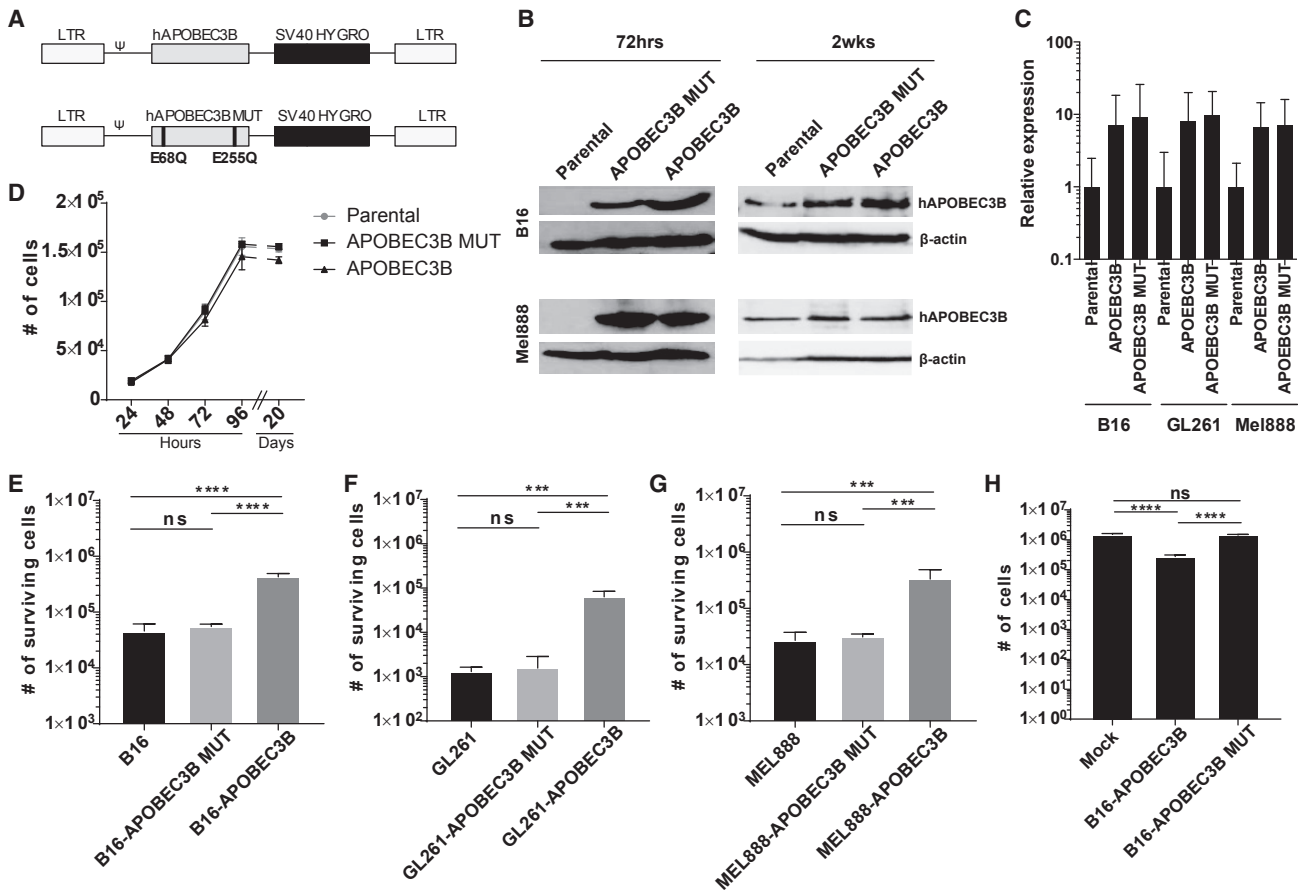 A
LTR
Ψ
hAPOBEC3B
SV40 HYGRO
LTR
LTR
Ψ
hAPOBEC3B MUT
SV40 HYGRO
LTR
E68Q
E255Q
B
72hrs
2wks
Parental
APOBEC3B MUT
APOBEC3B
Parental
APOBEC3B MUT
APOBEC3B
B16
hAPOBEC3B
β-actin
Mel888
hAPOBEC3B
β-actin
C
Relative expression
100
10
1
0.1
Parental
APOEBC3B
APOEBC3B MUT
Parental
APOEBC3B
APOEBC3B MUT
Parental
APOEBC3B
APOEBC3B MUT
B16
GL261
Mel888
D
# of cells
2×10⁵
1.5×10⁵
1×10⁵
5×10⁴
0
24
48
72
96
20
Hours
Days
Parental
APOBEC3B MUT
APOBEC3B
E
# of surviving cells
1×10⁷
1×10⁶
1×10⁵
1×10⁴
1×10³
****
ns
****
B16
B16-APOBEC3B MUT
B16-APOBEC3B
F
# of surviving cells
1×10⁷
1×10⁶
1×10⁵
1×10⁴
1×10³
1×10²
***
ns
***
GL261
GL261-APOBEC3B MUT
GL261-APOBEC3B
G
# of surviving cells
1×10⁷
1×10⁶
1×10⁵
1×10⁴
1×10³
***
ns
***
MEL888
MEL888-APOBEC3B MUT
MEL888-APOBEC3B
H
# of cells
1×10⁷
1×10⁶
1×10⁵
1×10⁴
1×10³
1×10²
1×10¹
1×10⁰
ns
****
****
Mock
B16-APOBEC3B
B16-APOBEC3B MUT